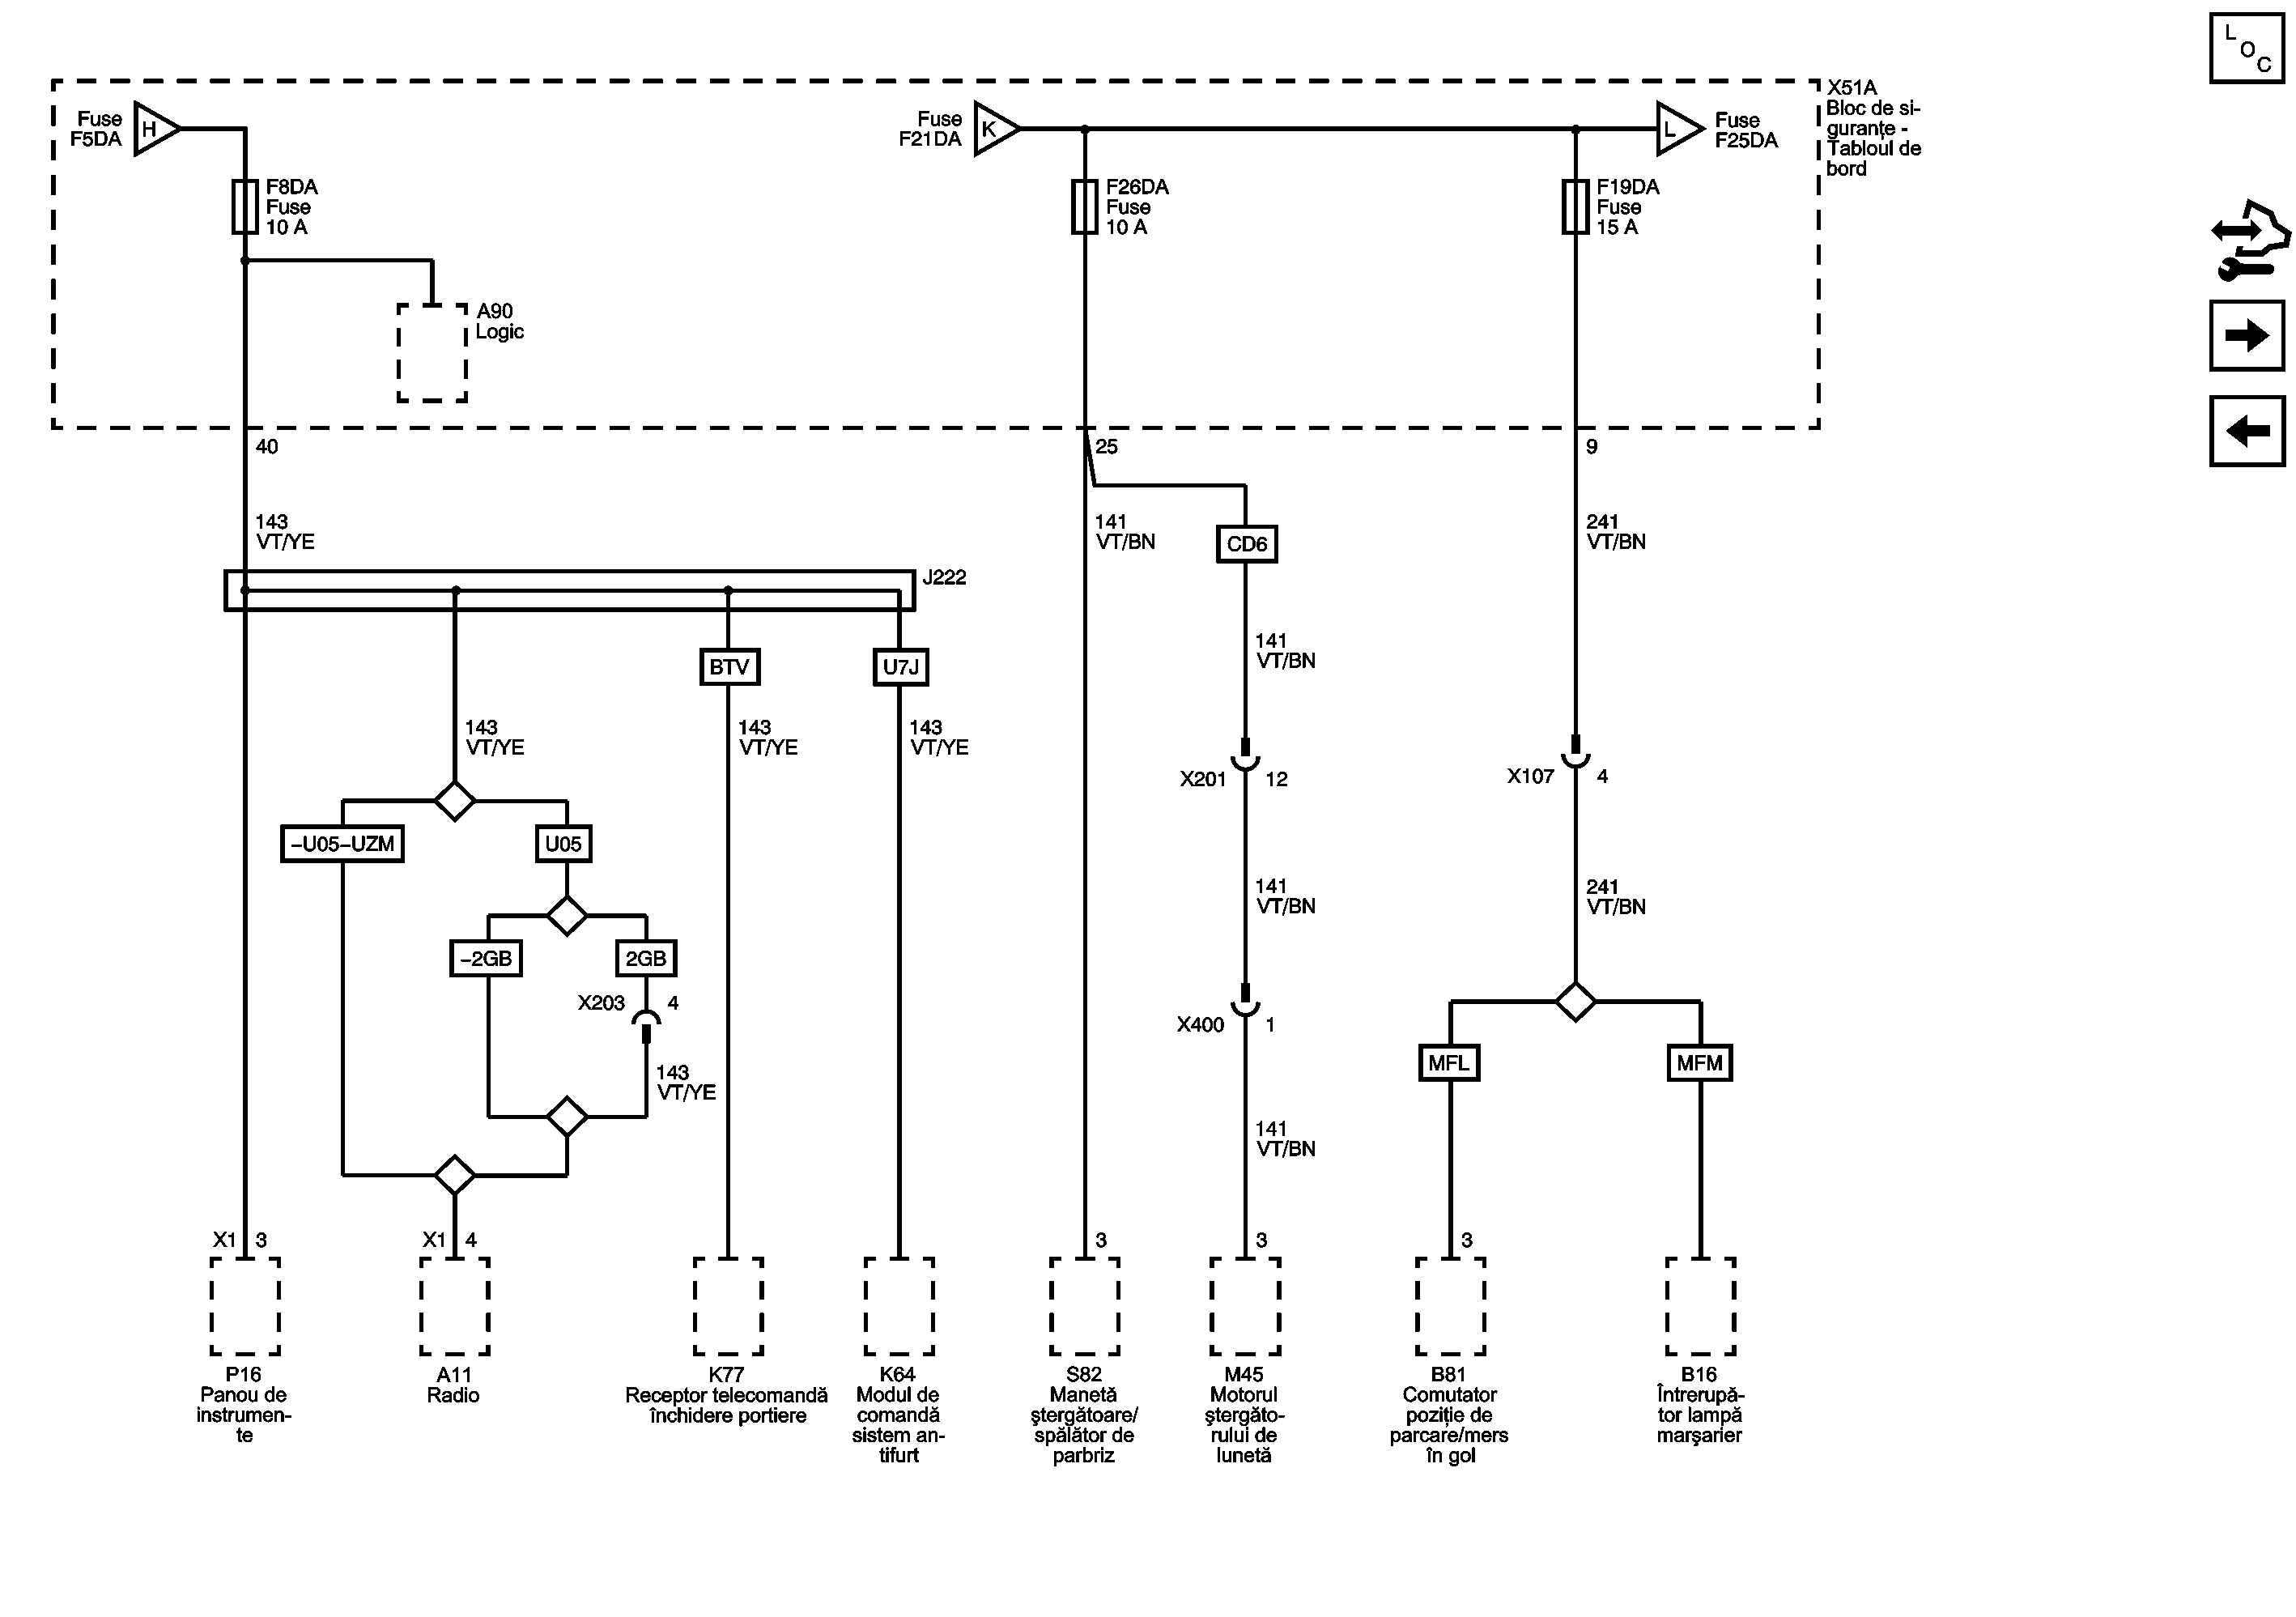 L
O
C
X51A
Bloc de si-
guranțe -
Tabloul de
bord
Fuse
F5DA
H
Fuse
F21DA
K
L
Fuse
F25DA
F8DA
Fuse
10 A
F26DA
Fuse
10 A
F19DA
Fuse
15 A
A90
Logic
40
25
9
143
VT/YE
141
VT/BN
CD6
241
VT/BN
J222
BTV
U7J
141
VT/BN
143
VT/YE
143
VT/YE
143
VT/YE
X201
12
X107
4
–U05–UZM
U05
141
VT/BN
241
VT/BN
–2GB
2GB
X203
4
X400
1
143
VT/YE
MFL
MFM
141
VT/BN
X1
3
X1
4
3
3
3
P16
Panou de
instrumen-
te
A11
Radio
K77
Receptor telecomandă
închidere portiere
K64
Modul de
comandă
sistem an-
tifurt
S82
Manetă
ştergătoare/
spălător de
parbriz
M45
Motorul
ştergăto-
rului de
lunetă
B81
Comutator
poziție de
parcare/mers
în gol
B16
Întrerupă-
tor lampă
marşarier